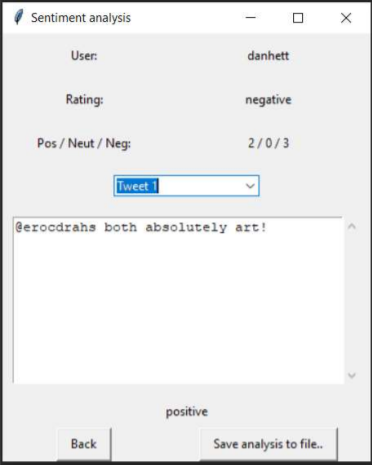 Sentiment analysis
User: danhett
Rating: negative
Pos / Neut / Neg: 2 / 0 / 3
Tweet 1
@erocdrahs both absolutely art!
positive
Back Save analysis to file..